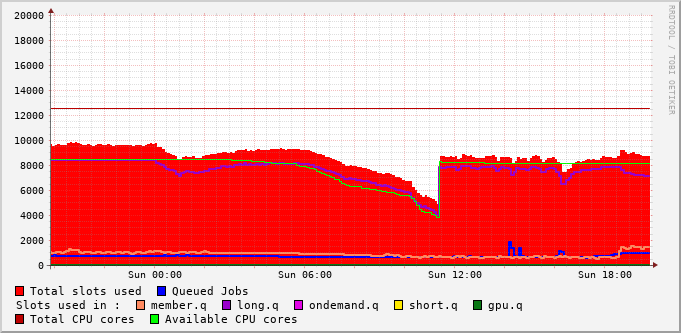 20000
18000
16000
14000
12000
10000
8000
6000
4000
2000
0
Sun 00:00 Sun 06:00 Sun 12:00 Sun 18:00
RRDTOOL / TOBI OETIKER
Total slots used Queued Jobs
Slots used in : member.q long.q ondemand.q short.q gpu.q
Total CPU cores Available CPU cores